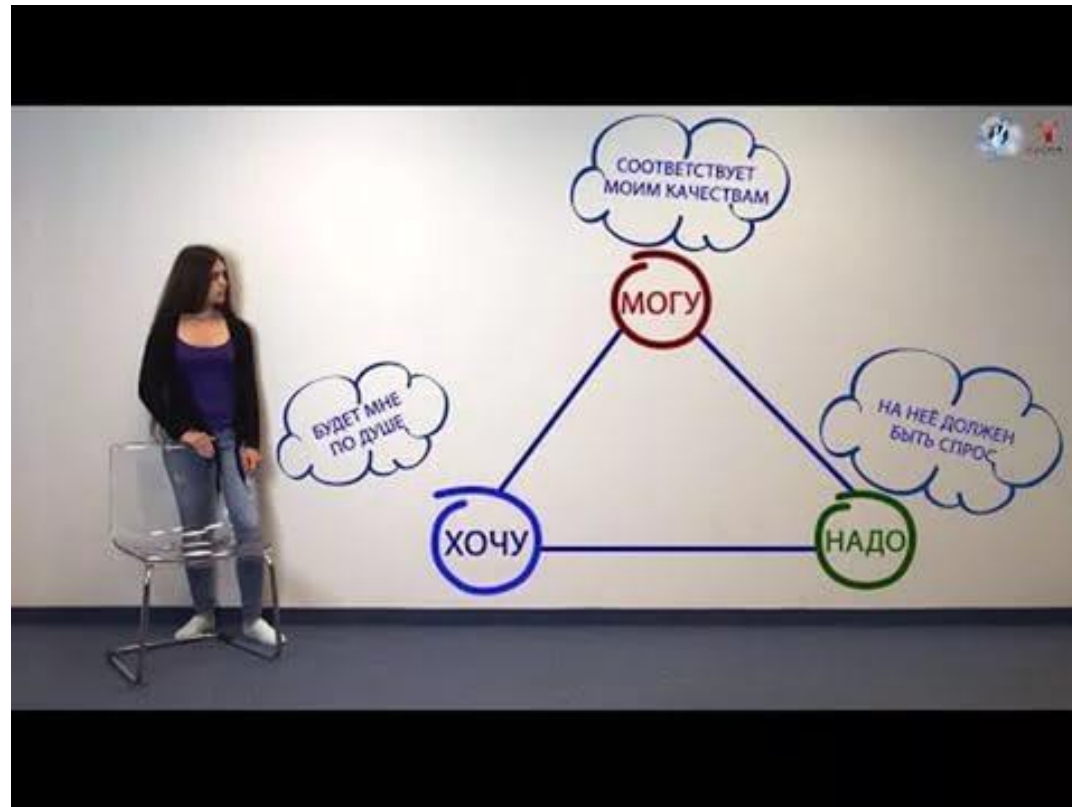 СООТВЕТСТВУЕТ
МОИМ КАЧЕСТВАМ
МОГУ
БУДЕТ МНЕ
ПО ДУШЕ
НА НЕЁ ДОЛЖЕН
БЫТЬ СПРОС
ХОЧУ
НАДО